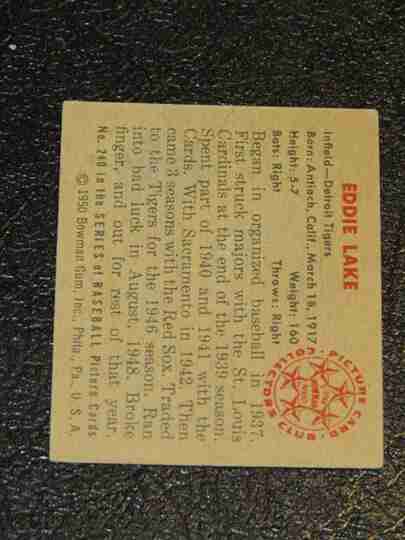 EDDIE LAKE
Infield—Detroit Tigers
Born: Antioch, Calif., March 18, 1917
Height: 5-7 Weight: 160
Bats: Right Throws: Right
Began in organized baseball in 1937.
First struck majors with the St. Louis
Cardinals at the end of the 1939 season.
Spent part of 1940 and 1941 with the
Cards. With Sacramento in 1942. Then
came 3 seasons with the Red Sox. Traded
to the Tigers for the 1946 season. Ran
into bad luck in August, 1948. Broke
finger, and out for rest of that year.
No. 240 in the SERIES of BASEBALL Picture Cards
© 1950 Bowman Gum, Inc., Phila., Pa., U. S. A.
PICTURE CARD
COLLECTORS CLUB